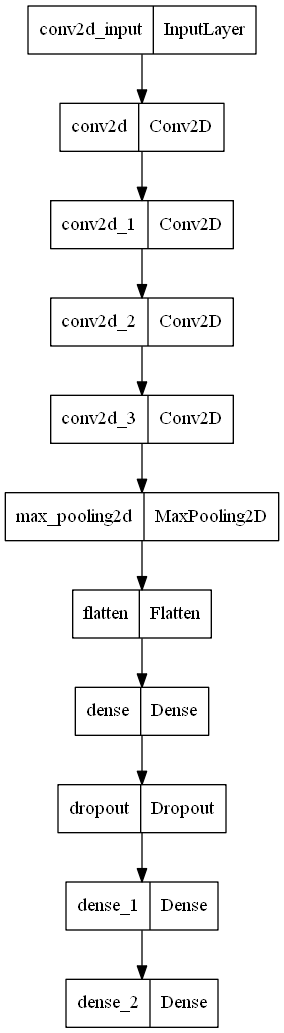 conv2d_input InputLayer
conv2d Conv2D
conv2d_1 Conv2D
conv2d_2 Conv2D
conv2d_3 Conv2D
max_pooling2d MaxPooling2D
flatten Flatten
dense Dense
dropout Dropout
dense_1 Dense
dense_2 Dense